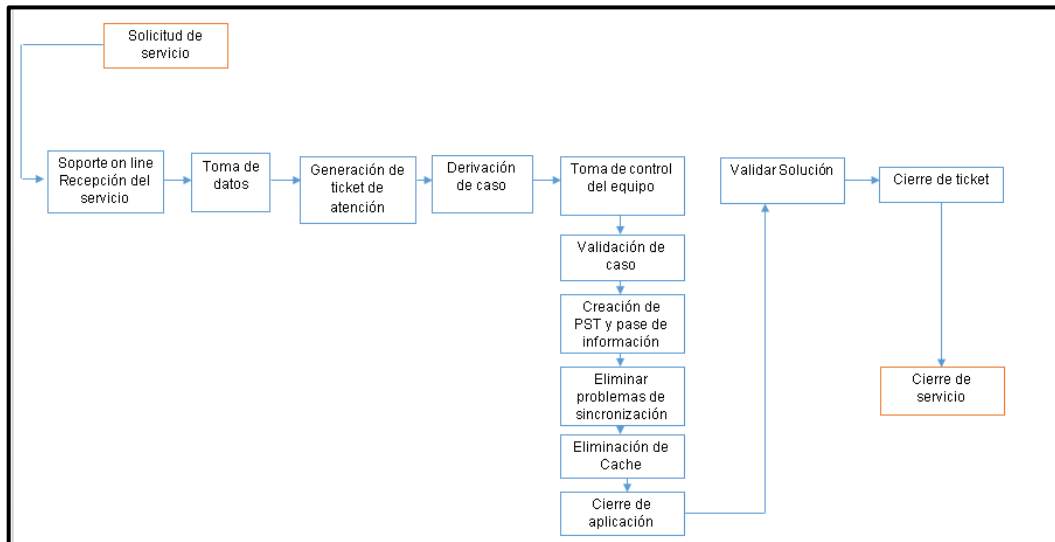 Solicitud de
servicio
Soporte on line
Recepción del
servicio
Toma de
datos
Generación de
ticket de
atención
Derivación
de caso
Toma de control
del equipo
Validar Solución
Cierre de ticket
Validación de
caso
Creación de
PST y pase de
información
Eliminar
problemas de
sincronización
Eliminación de
Cache
Cierre de
aplicación
Cierre de
servicio